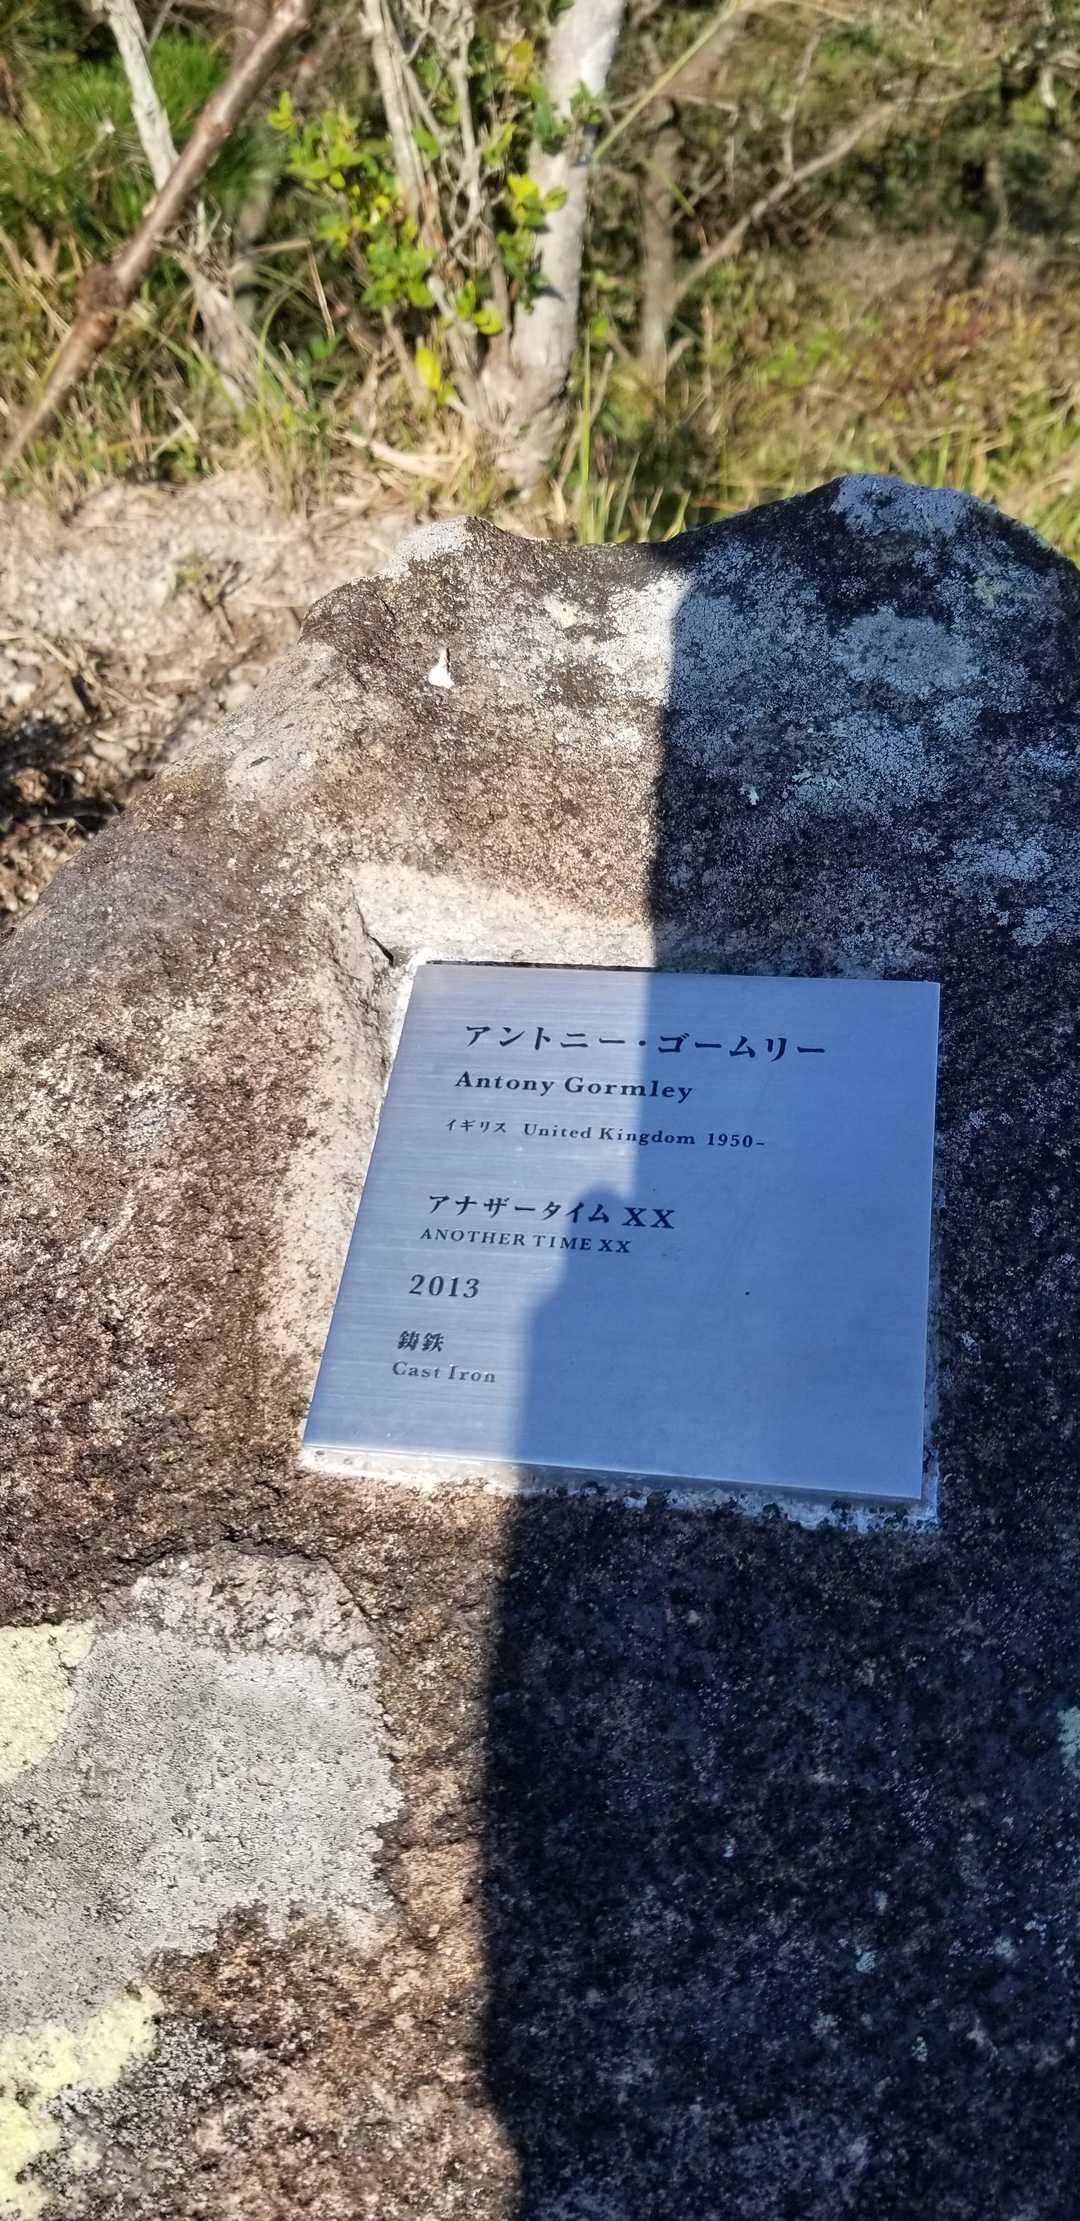 アントニー・ゴームリー
Antony Gormley
イギリス United Kingdom 1950–
アナザータイム XX
ANOTHER TIME XX
2013
鋳鉄
Cast Iron